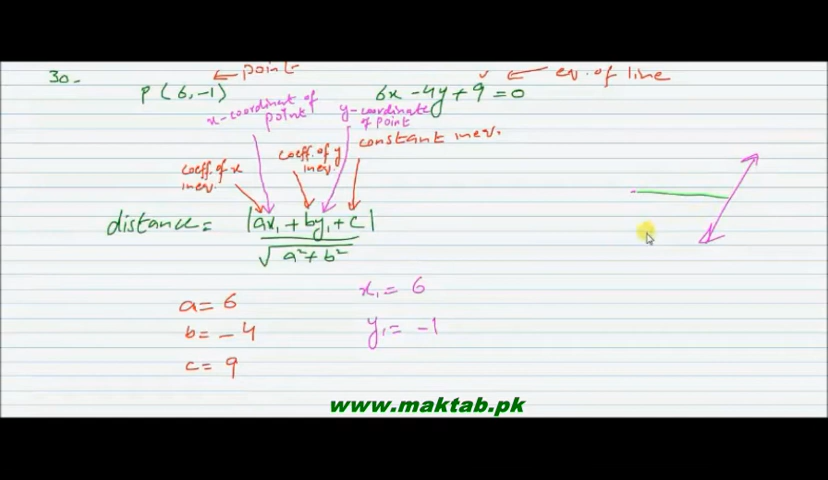 30-
point
eq. of line
P (6, -1)
6x - 4y + 9 = 0
x-coordinat of
point
y-coordinate
of point
constant in eq.
coeff. of x
in eq.
coeff. of y
in eq.
distance = |ax₁ + by₁ + c|
√a² + b²
a = 6
x₁ = 6
b = - 4
y₁ = -1
c = 9
www.maktab.pk